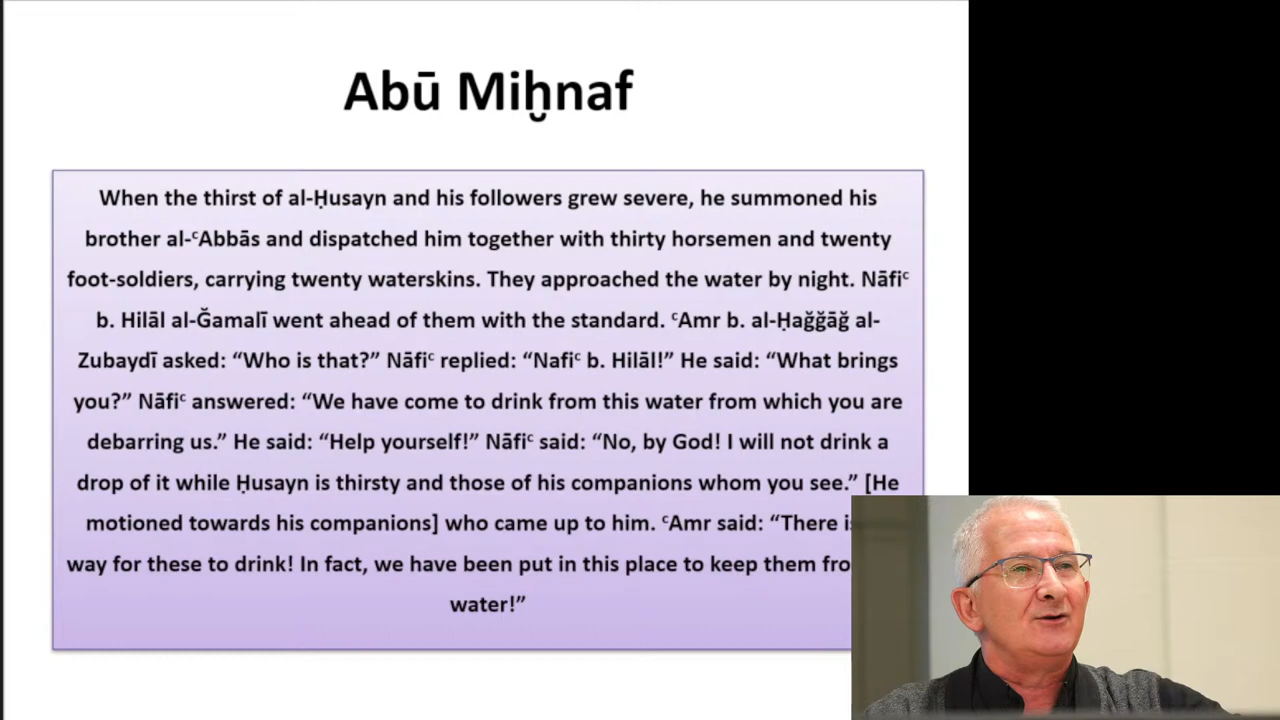 Abū Miḫnaf
When the thirst of al-Ḥusayn and his followers grew severe, he summoned his
brother al-ᶜAbbās and dispatched him together with thirty horsemen and twenty
foot-soldiers, carrying twenty waterskins. They approached the water by night. Nāfiᶜ
b. Hilāl al-Ğamalī went ahead of them with the standard. ᶜAmr b. al-Ḥağğāğ al-
Zubaydī asked: “Who is that?” Nāfiᶜ replied: “Nafiᶜ b. Hilāl!” He said: “What brings
you?” Nāfiᶜ answered: “We have come to drink from this water from which you are
debarring us.” He said: “Help yourself!” Nāfiᶜ said: “No, by God! I will not drink a
drop of it while Ḥusayn is thirsty and those of his companions whom you see.” [He
motioned towards his companions] who came up to him. ᶜAmr said: “There
way for these to drink! In fact, we have been put in this place to keep them
water!”